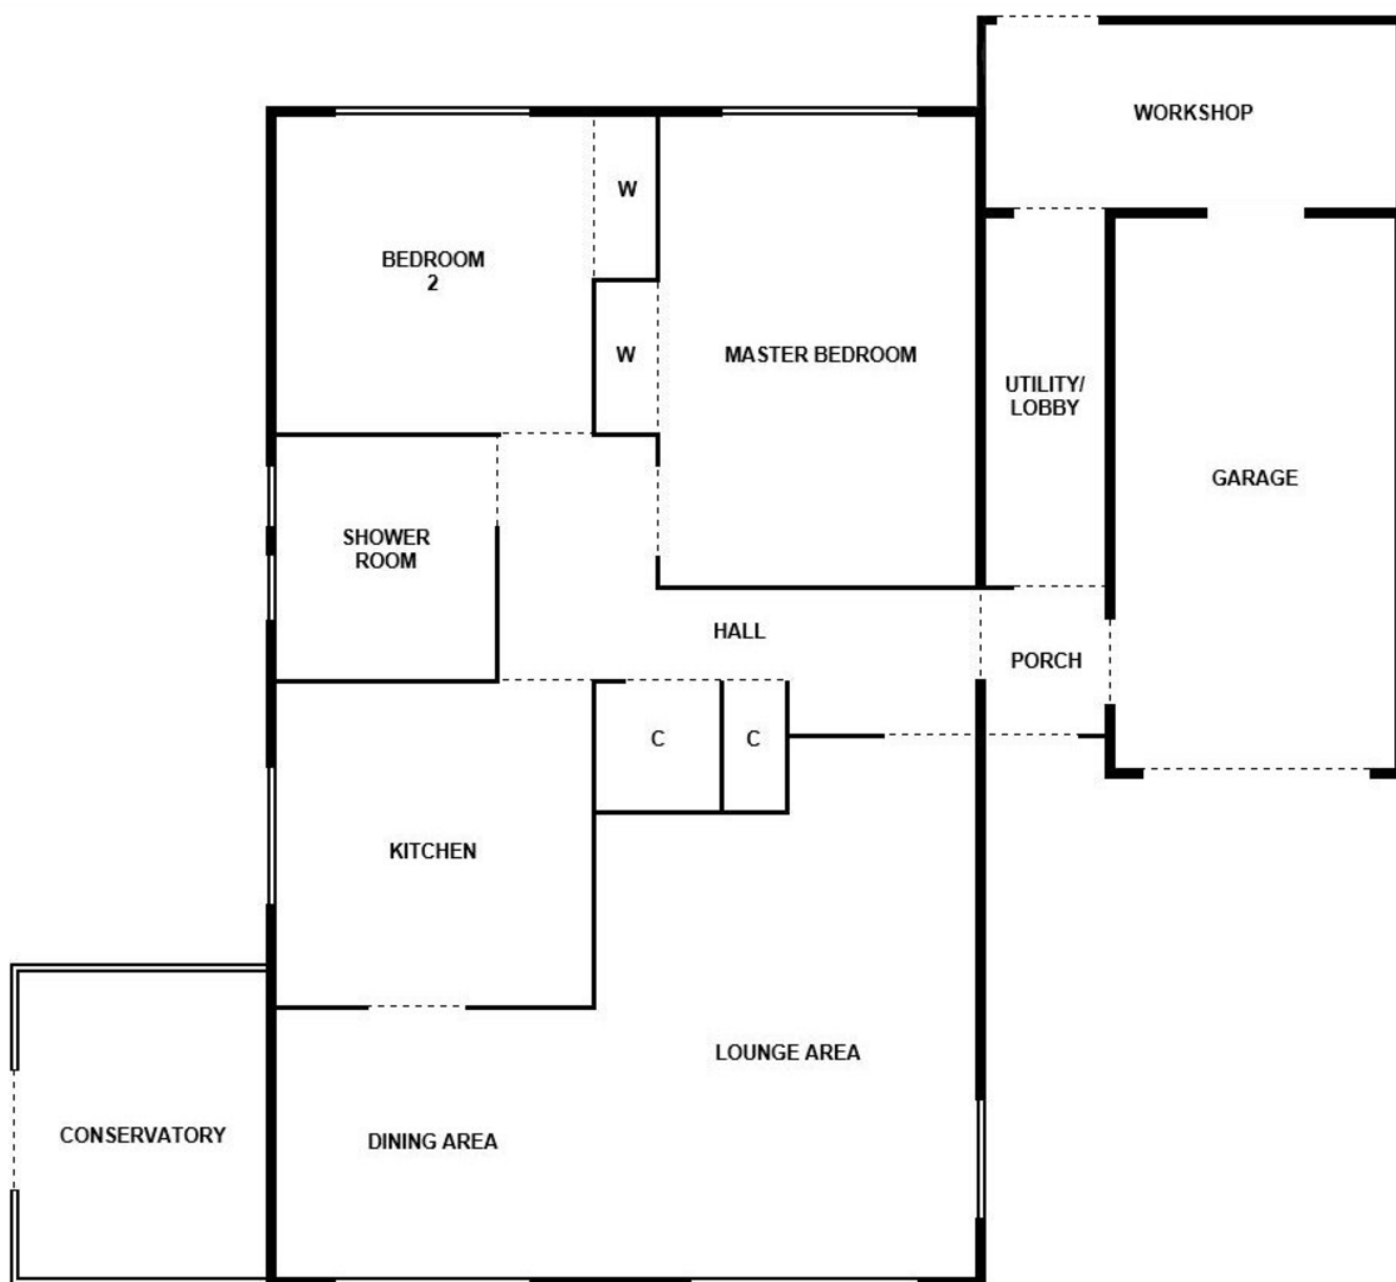 WORKSHOP
W
BEDROOM
2
W
MASTER BEDROOM
UTILITY/
LOBBY
GARAGE
SHOWER
ROOM
HALL
PORCH
C
C
KITCHEN
LOUNGE AREA
CONSERVATORY
DINING AREA